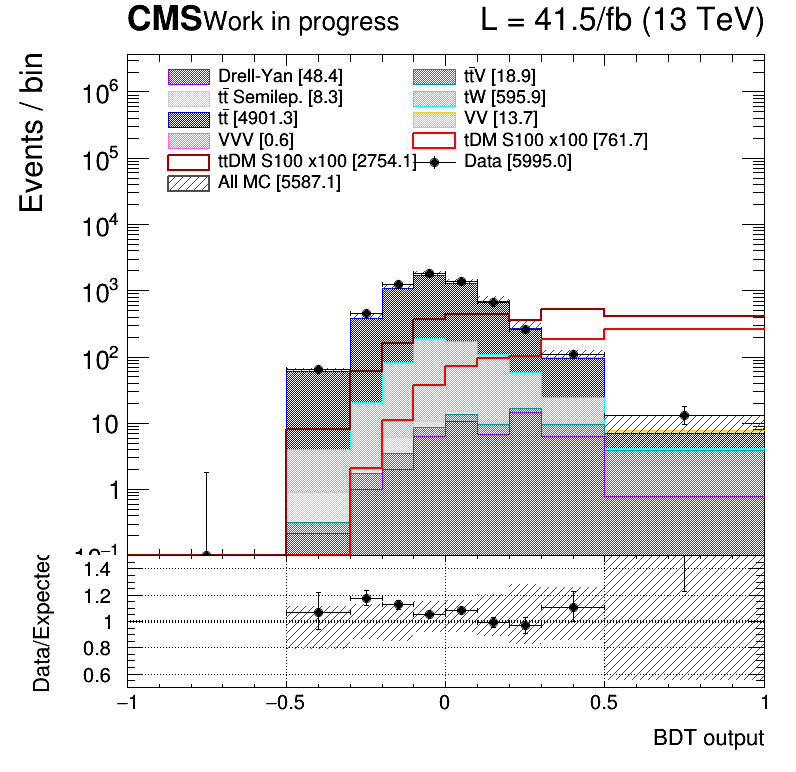 CMS Work in progress L = 41.5/fb (13 TeV)
Events / bin
Drell-Yan [48.4] tt̄V [18.9]
tt̄ Semilep. [8.3] tW [595.9]
tt̄ [4901.3] VV [13.7]
VVV [0.6] tDM S100 x100 [761.7]
ttDM S100 x100 [2754.1] Data [5995.0]
All MC [5587.1]
10⁶
10⁵
10⁴
10³
10²
10
1
10⁻¹
Data/Expected
1.4
1.2
1
0.8
0.6
−1 −0.5 0 0.5 1
BDT output